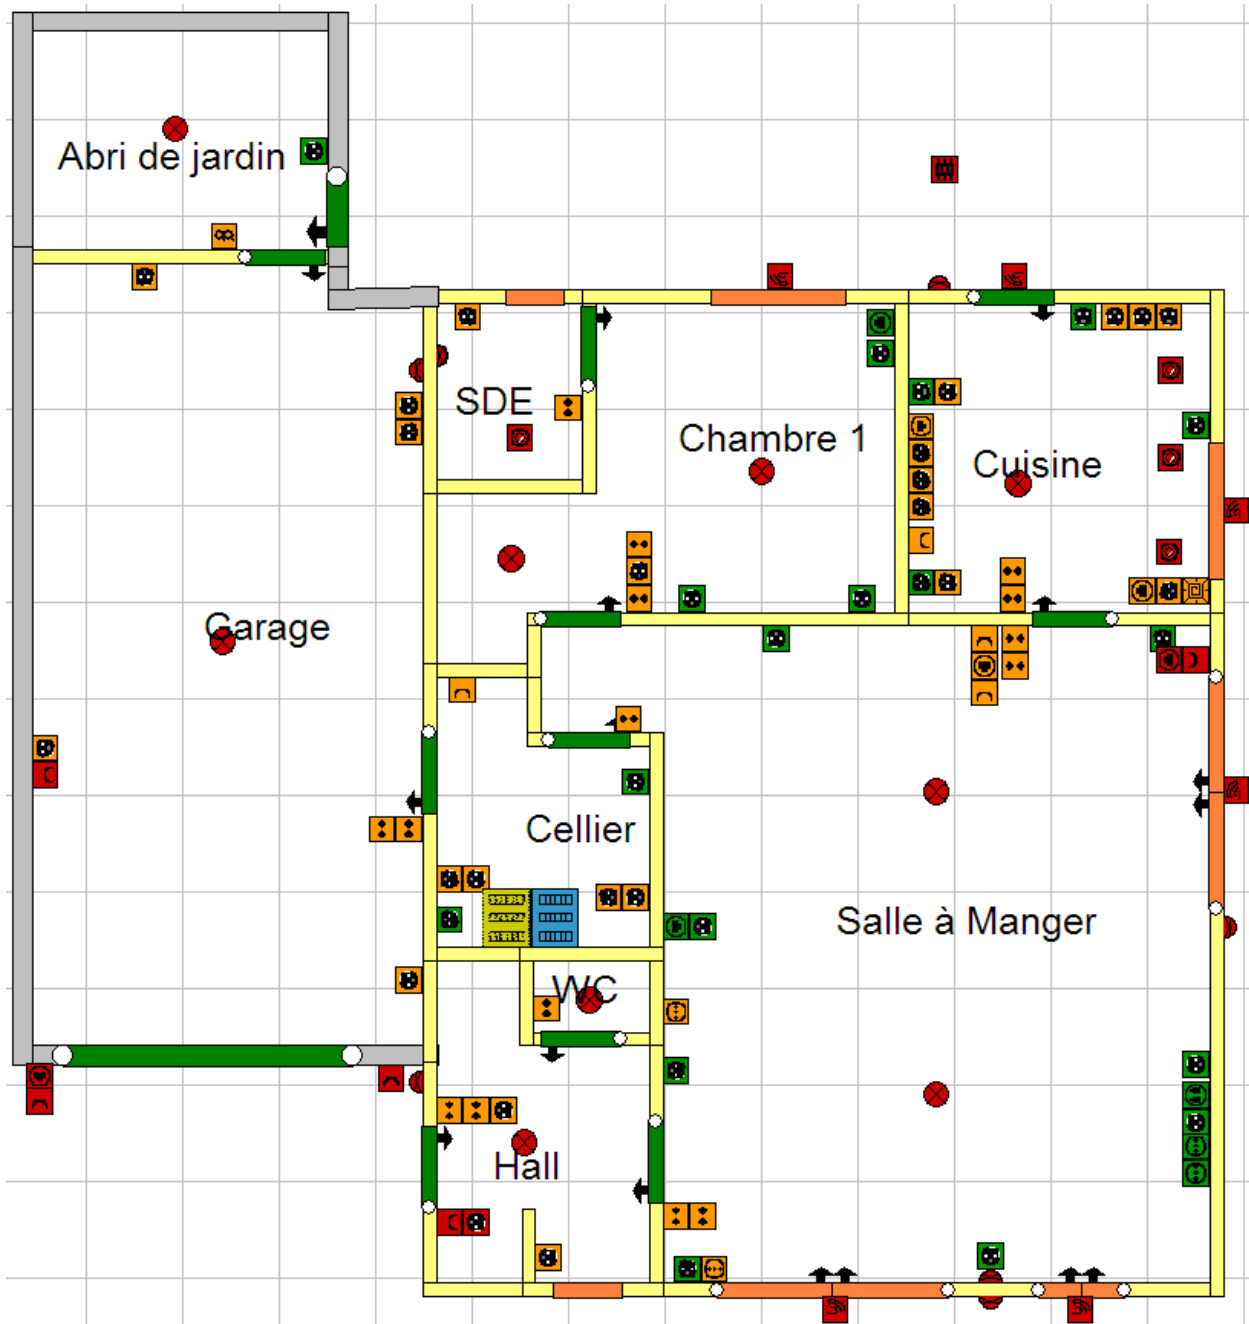 Abri de jardin
SDE
Chambre 1
Cuisine
Garage
Cellier
Salle à Manger
WC
Hall